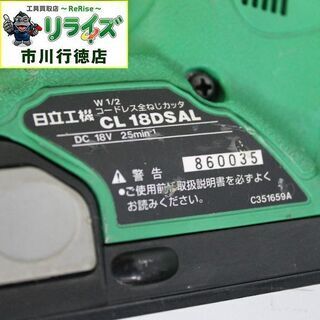 工具買取店 ～ReRise～
リライズ
市川行徳店
W 1/2
日立工機 コードレス全ねじカッタ
CL 18DSAL
DC 18V 25min⁻¹
警告
860035
●ご使用前に取扱説明書を必ずよく
お読みください。
C351659A